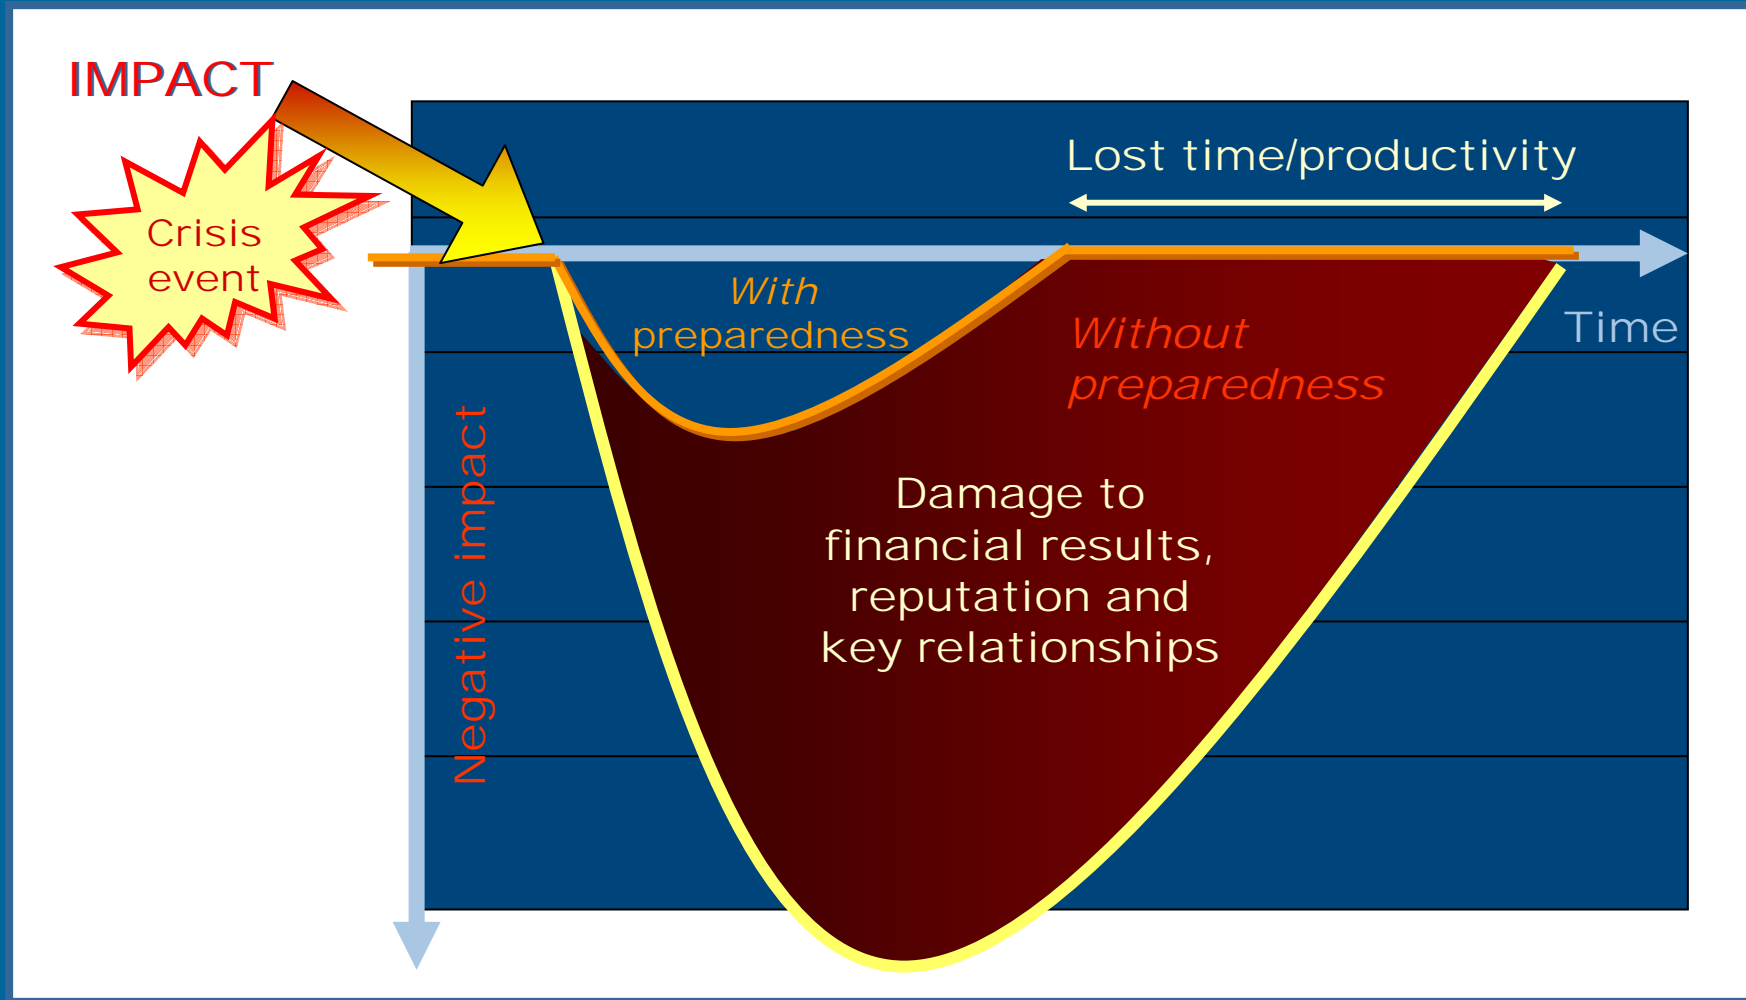 IMPACT
Crisis
event
Lost time/productivity
Time
With
preparedness
Without
preparedness
Negative impact
Damage to
financial results,
reputation and
key relationships